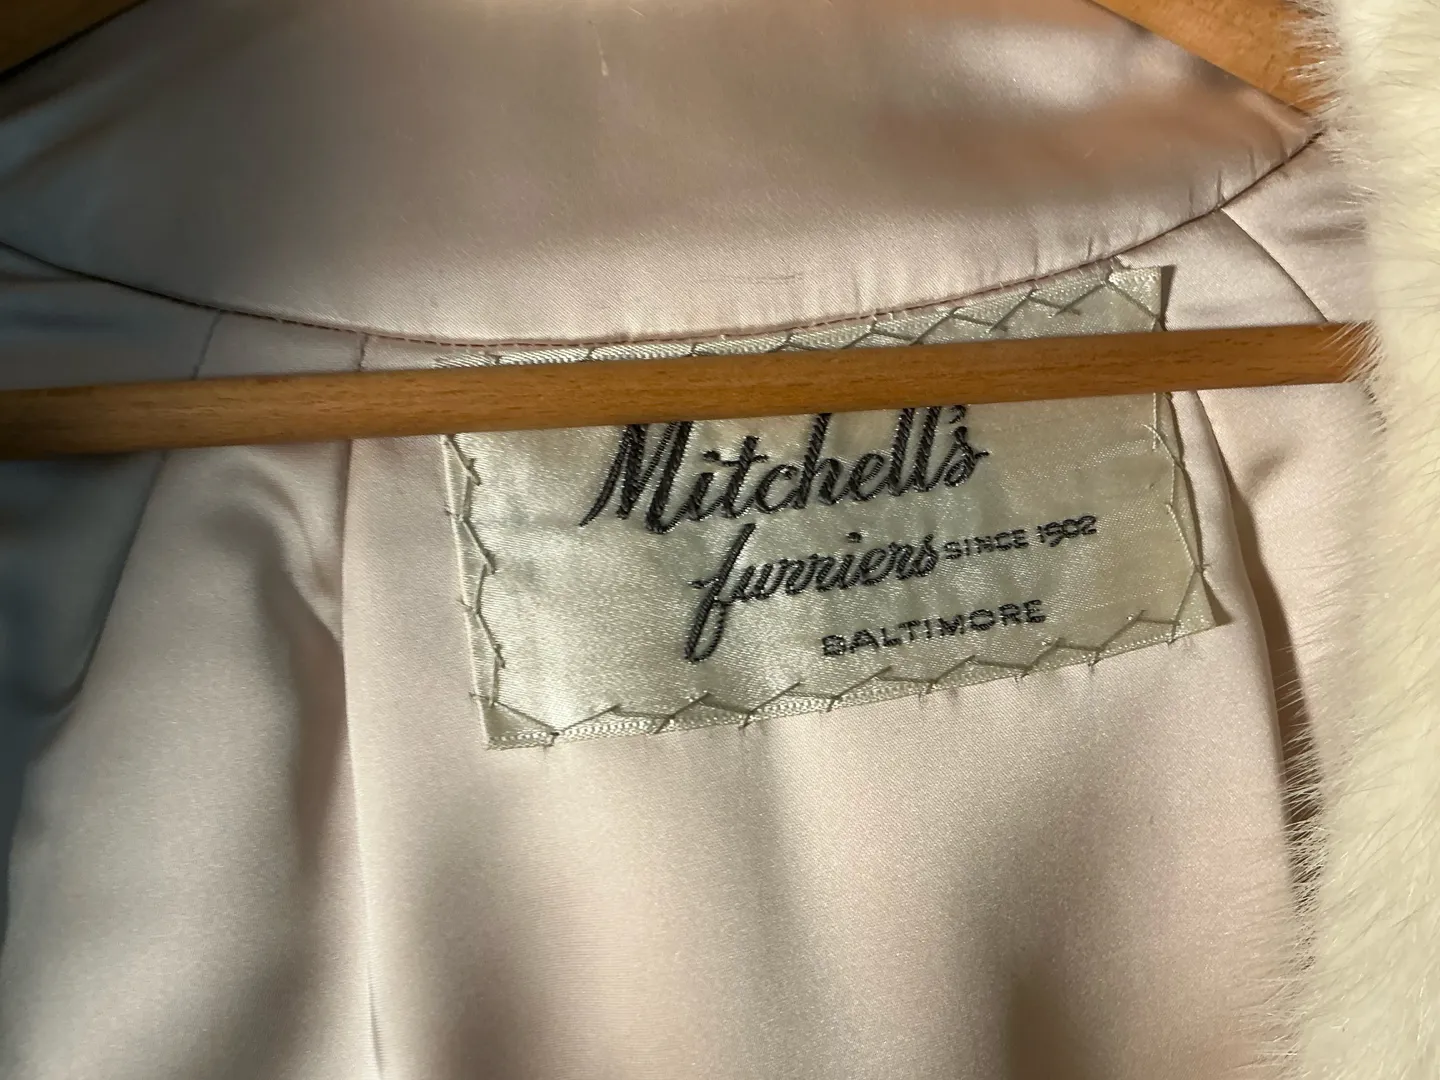 Mitchell's
furriers SINCE 1902
BALTIMORE